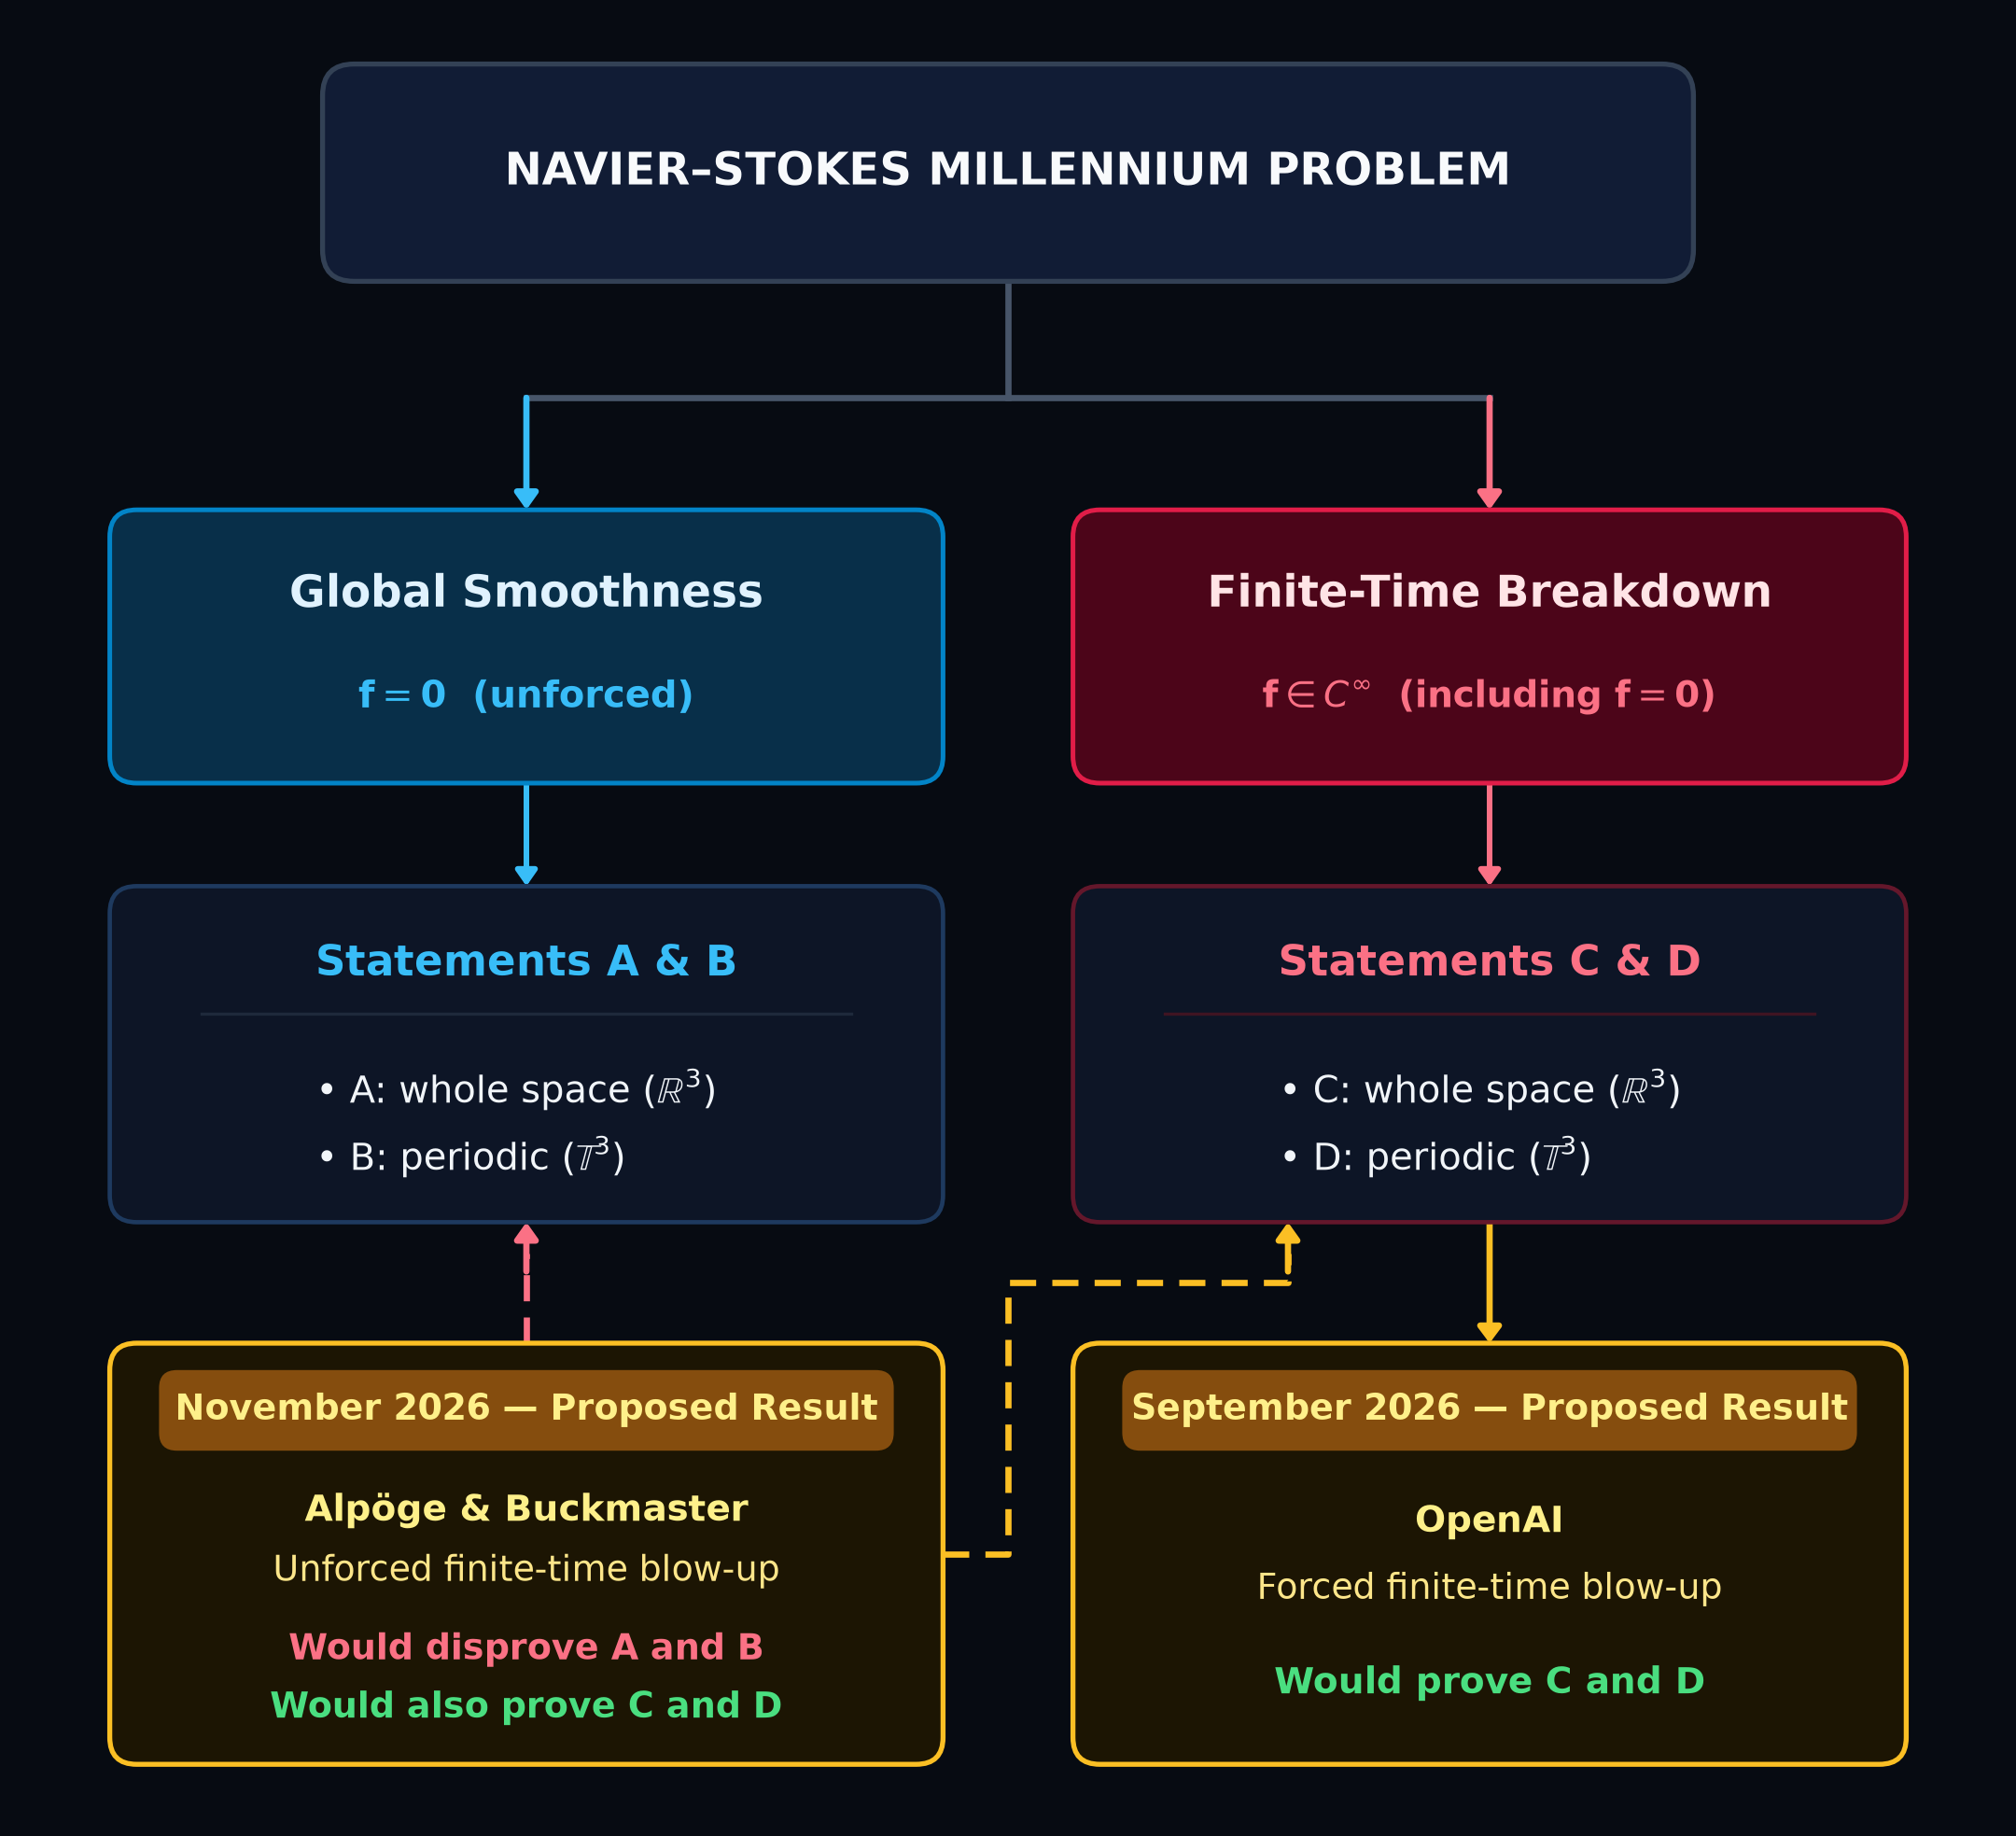 NAVIER–STOKES MILLENNIUM PROBLEM
Global Smoothness
f = 0 (unforced)
Finite-Time Breakdown
f ∈ C^∞ (including f = 0)
Statements A & B
• A: whole space (ℝ³)
• B: periodic (𝕋³)
Statements C & D
• C: whole space (ℝ³)
• D: periodic (𝕋³)
November 2026 — Proposed Result
Alpöge & Buckmaster
Unforced finite-time blow-up
Would disprove A and B
Would also prove C and D
September 2026 — Proposed Result
OpenAI
Forced finite-time blow-up
Would prove C and D